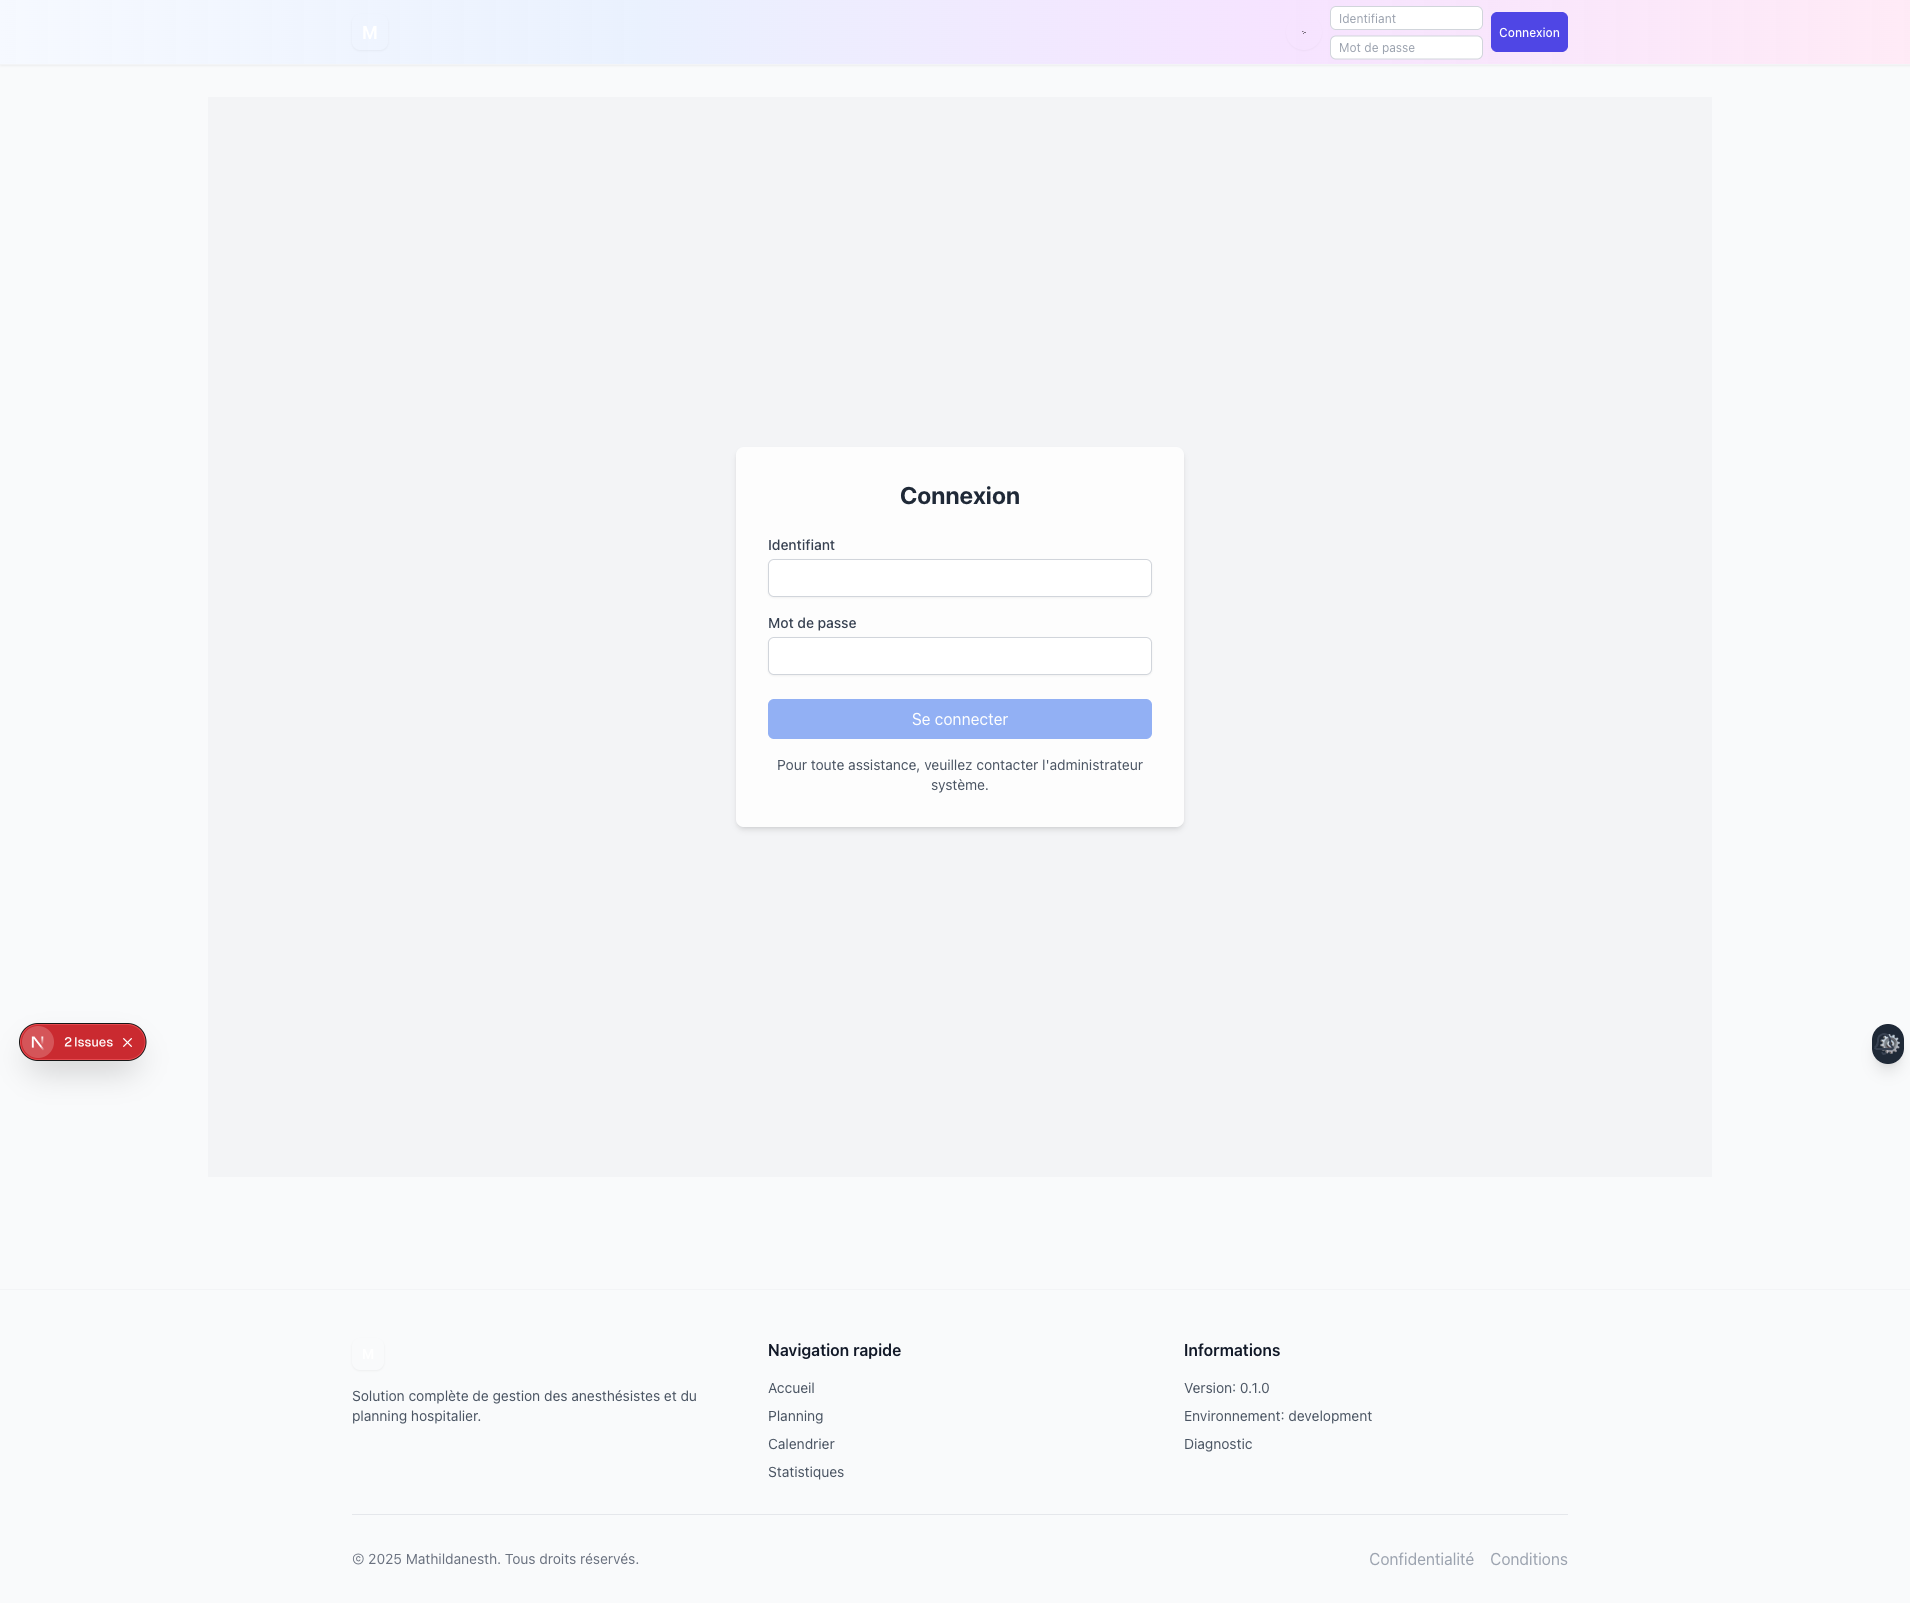 M
Identifiant
Mot de passe
Connexion
Connexion
Identifiant
Mot de passe
Se connecter
Pour toute assistance, veuillez contacter l'administrateur
système.
N 2 Issues
M
Solution complète de gestion des anesthésistes et du
planning hospitalier.
Navigation rapide
Accueil
Planning
Calendrier
Statistiques
Informations
Version: 0.1.0
Environnement: development
Diagnostic
© 2025 Mathildanesth. Tous droits réservés.
Confidentialité Conditions